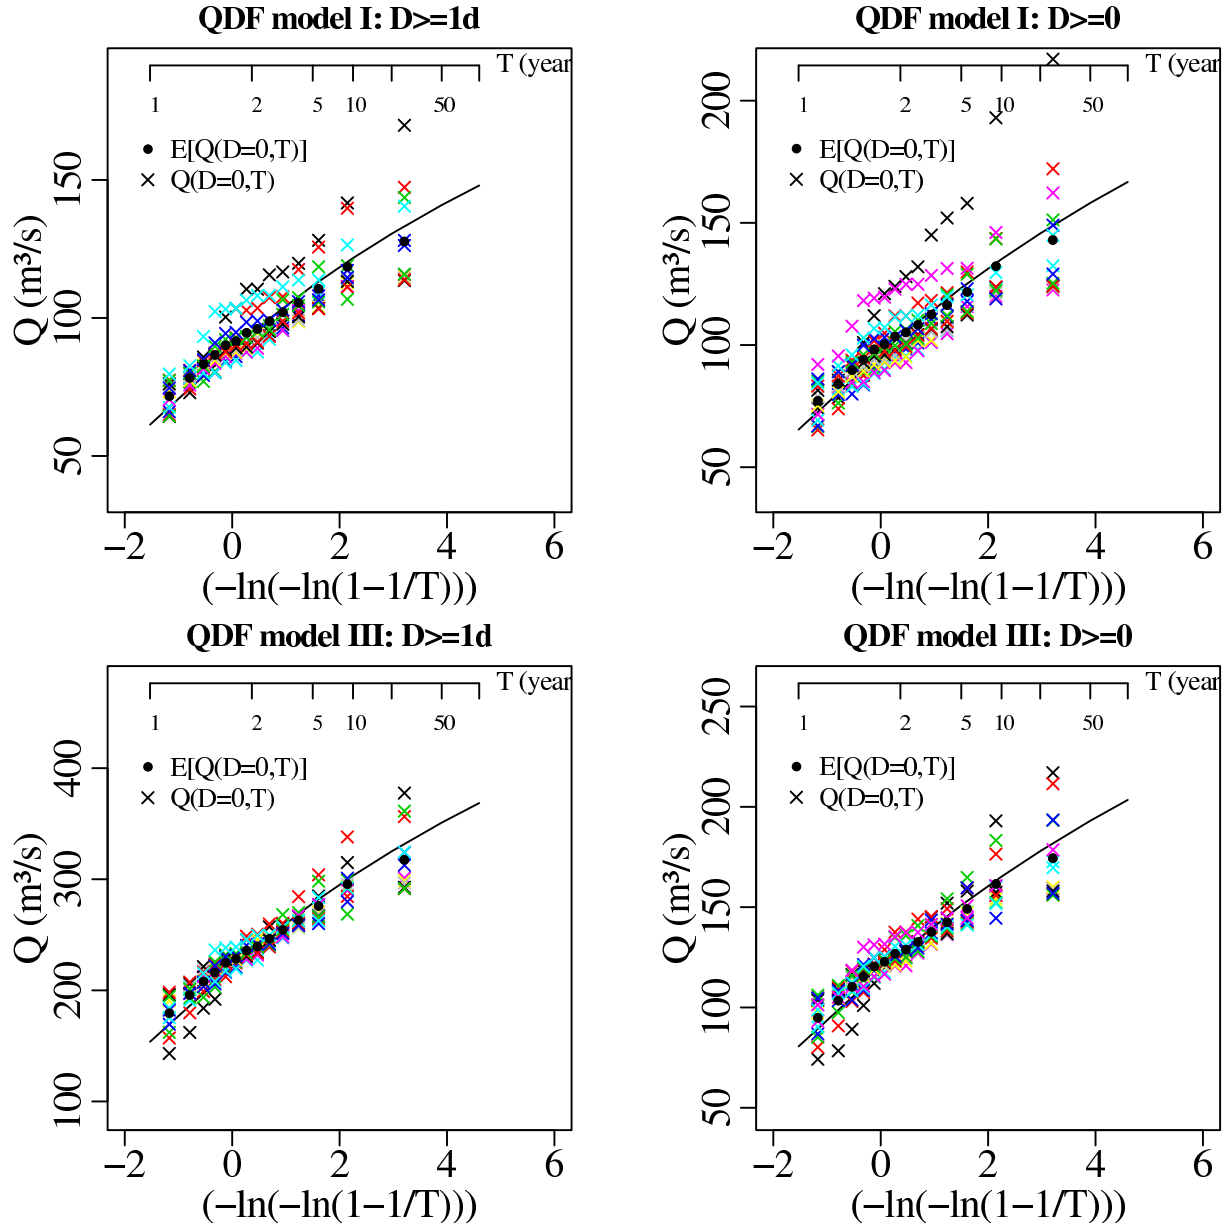 QDF model I: D>=1d
T (year
1 2 5 10 50
E[Q(D=0,T)]
Q(D=0,T)
Q (m³/s)
50 100 150
−2 0 2 4 6
(−ln(−ln(1−1/T)))
QDF model I: D>=0
T (year
1 2 5 10 50
E[Q(D=0,T)]
Q(D=0,T)
Q (m³/s)
50 100 150 200
−2 0 2 4 6
(−ln(−ln(1−1/T)))
QDF model III: D>=1d
T (year
1 2 5 10 50
E[Q(D=0,T)]
Q(D=0,T)
Q (m³/s)
100 200 300 400
−2 0 2 4 6
(−ln(−ln(1−1/T)))
QDF model III: D>=0
T (year
1 2 5 10 50
E[Q(D=0,T)]
Q(D=0,T)
Q (m³/s)
50 100 150 200 250
−2 0 2 4 6
(−ln(−ln(1−1/T)))